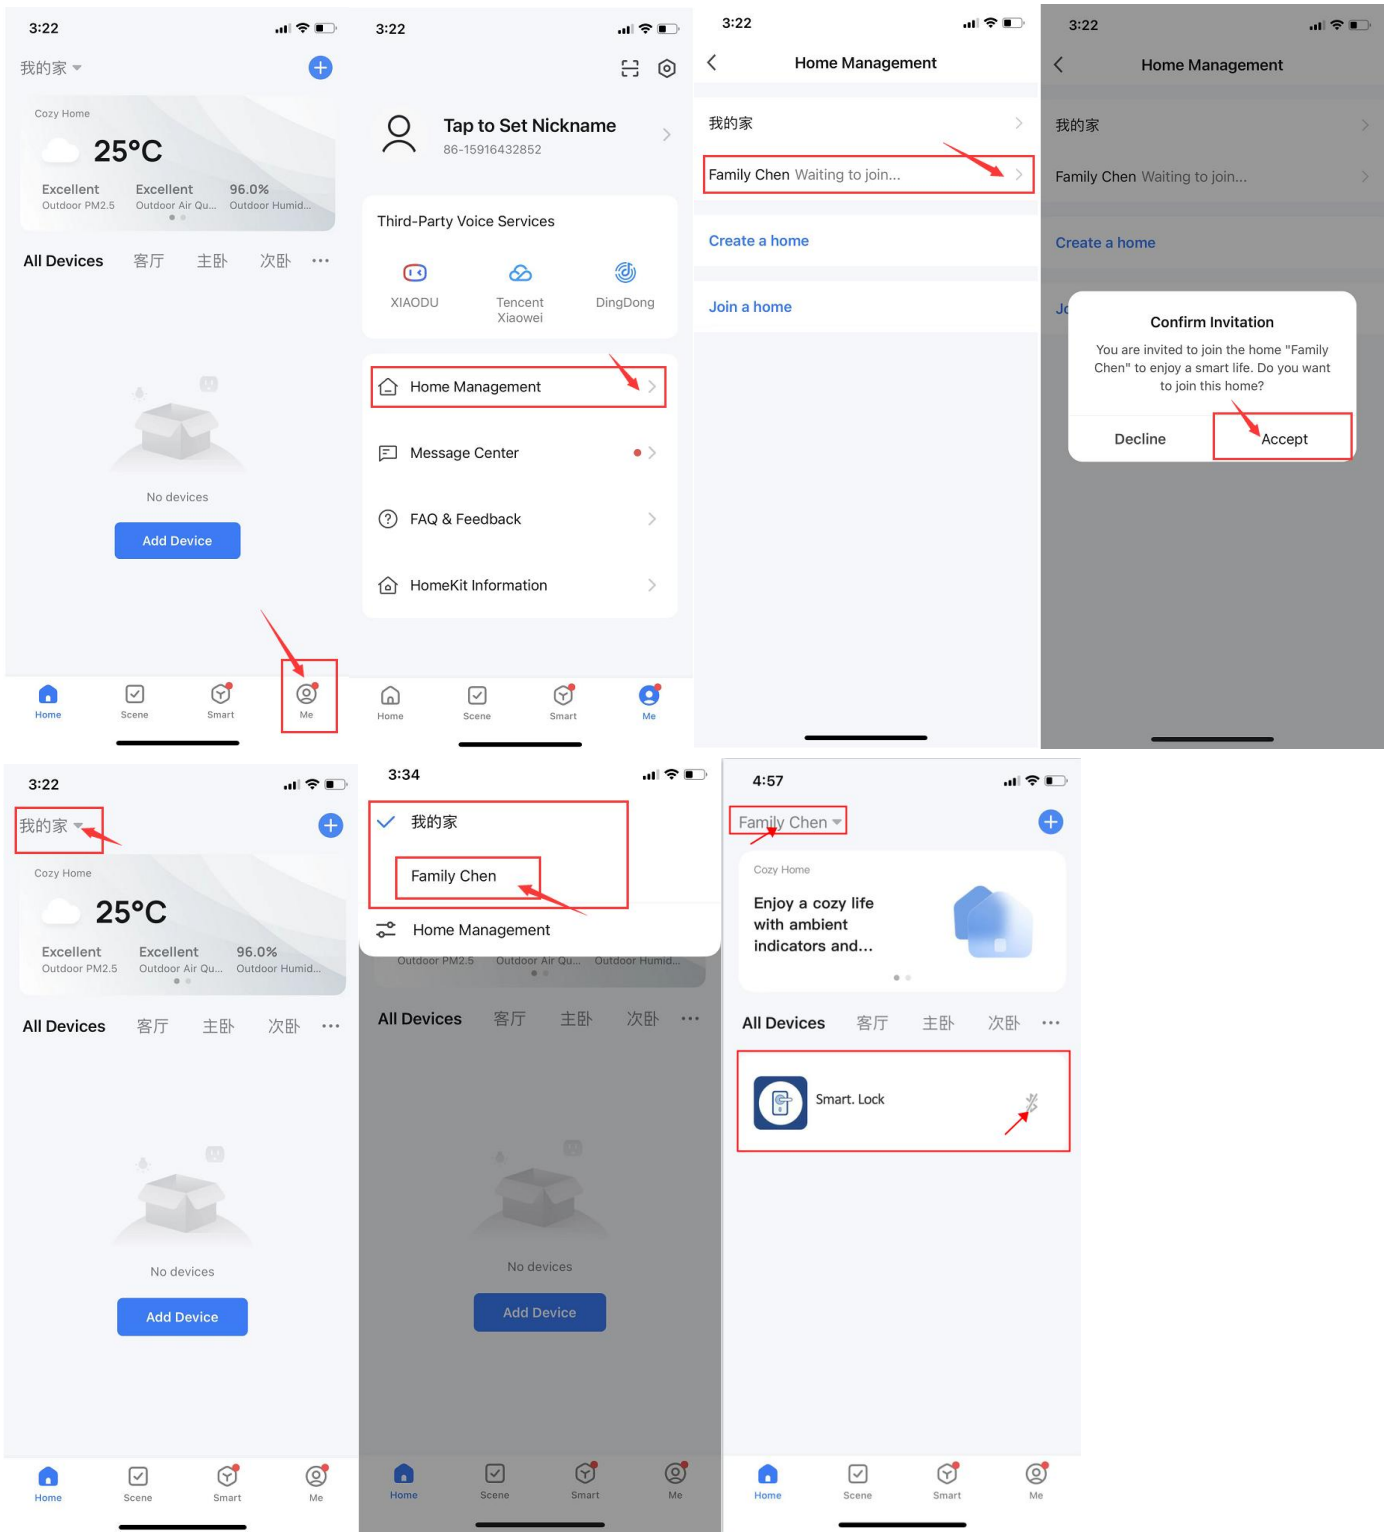 3:22
我的家
Cozy Home
25°C
Excellent Excellent 96.0%
Outdoor PM2.5 Outdoor Air Qu... Outdoor Humid...
All Devices 客厅 主卧 次卧 ...
No devices
Add Device
Home Scene Smart Me
3:22
Tap to Set Nickname
86-15916432852
Third-Party Voice Services
XIAODU Tencent DingDong
Xiaowei
Home Management
Message Center
FAQ & Feedback
HomeKit Information
Home Scene Smart Me
3:22
Home Management
我的家
Family Chen Waiting to join...
Create a home
Join a home
3:22
Home Management
我的家
Family Chen Waiting to join...
Create a home
Jo
Confirm Invitation
You are invited to join the home "Family
Chen" to enjoy a smart life. Do you want
to join this home?
Decline Accept
3:22
我的家
Cozy Home
25°C
Excellent Excellent 96.0%
Outdoor PM2.5 Outdoor Air Qu... Outdoor Humid...
All Devices 客厅 主卧 次卧 ...
No devices
Add Device
Home Scene Smart Me
3:34
我的家
Family Chen
Home Management
Outdoor PM2.5 Outdoor Air Qu... Outdoor Humid...
All Devices 客厅 主卧 次卧 ...
No devices
Add Device
Home Scene Smart Me
4:57
Family Chen
Cozy Home
Enjoy a cozy life
with ambient
indicators and...
All Devices 客厅 主卧 次卧 ...
Smart. Lock
Home Scene Smart Me